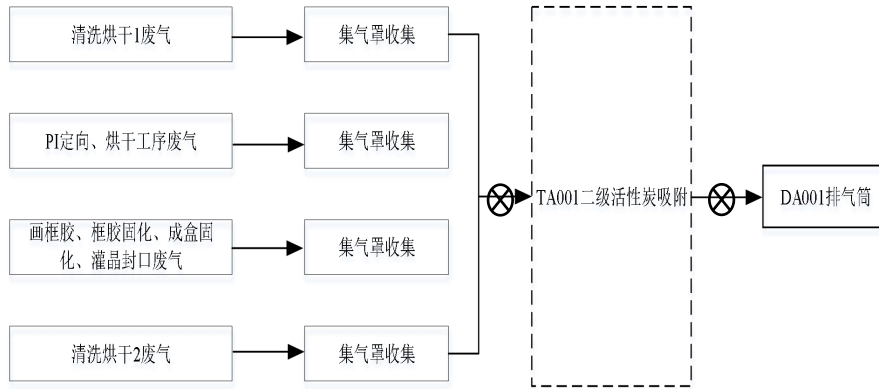 清洗烘干1废气
集气罩收集
PI定向、烘干工序废气
集气罩收集
画框胶、框胶固化、成盒固
化、灌晶封口废气
集气罩收集
清洗烘干2废气
集气罩收集
TA001二级活性炭吸附
DA001排气筒